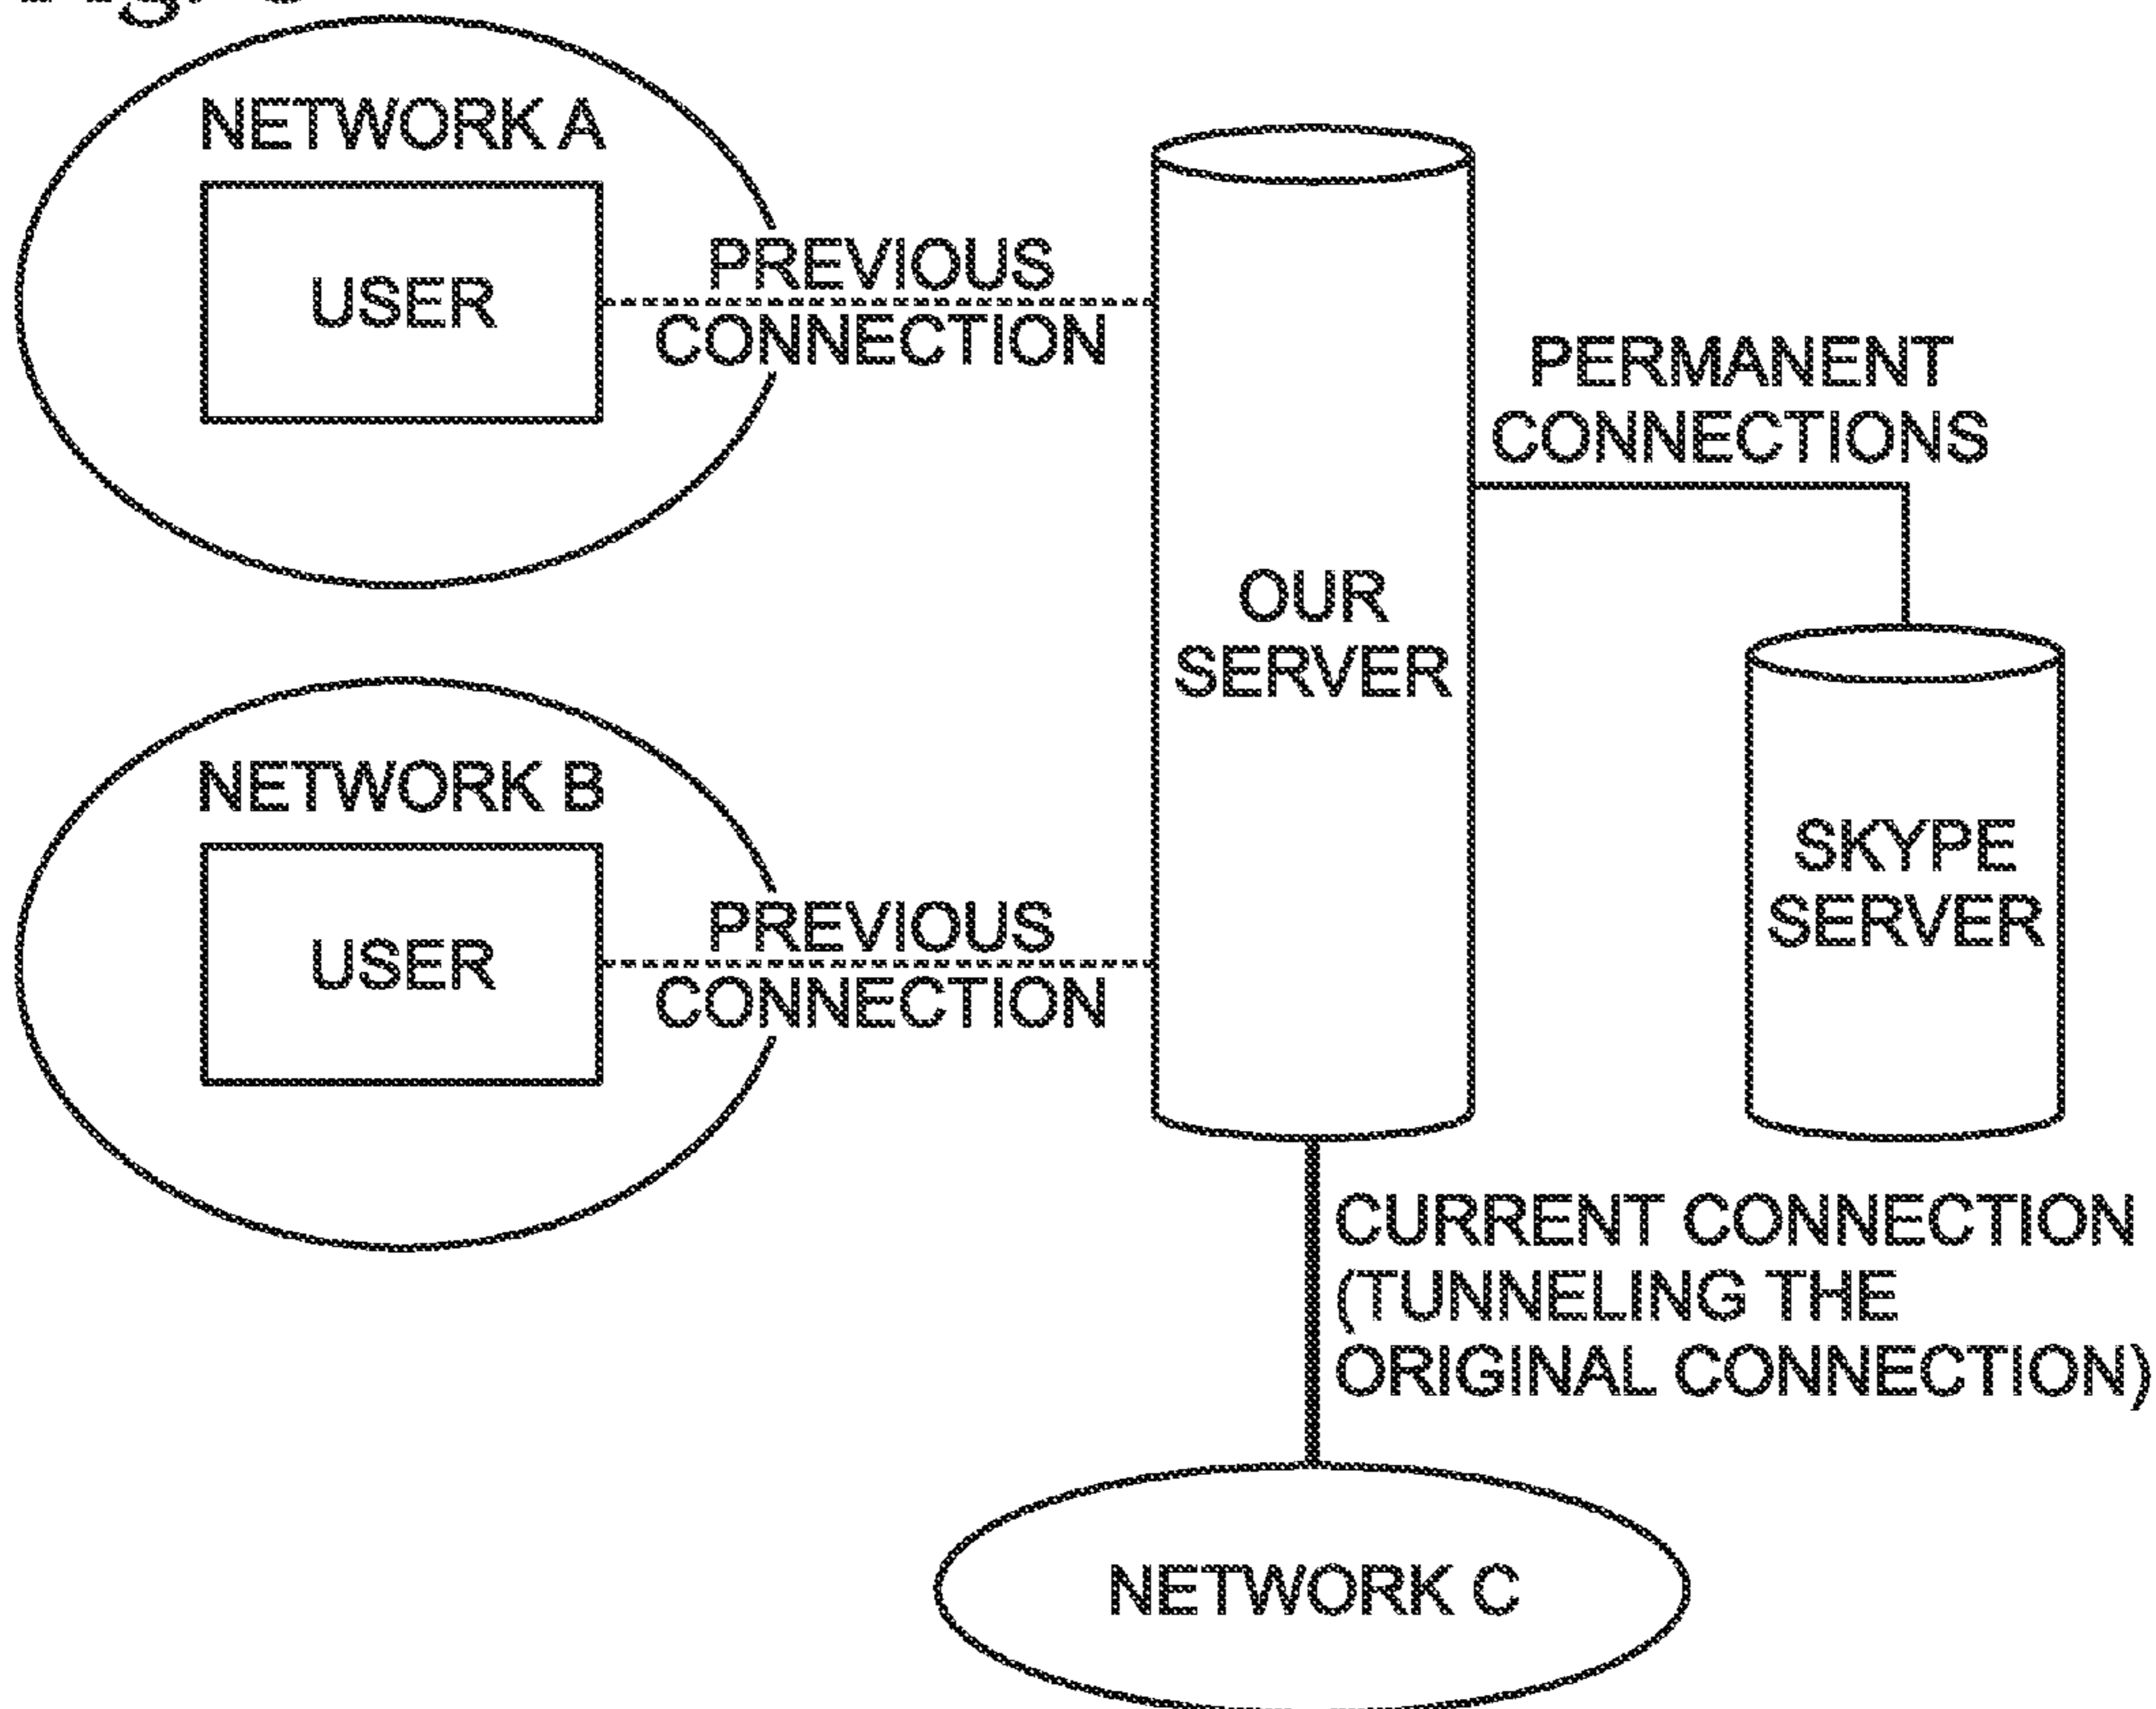 NETWORK A
USER
PREVIOUS
CONNECTION
PERMANENT
CONNECTIONS
OUR
SERVER
NETWORK B
USER
PREVIOUS
CONNECTION
SKYPE
SERVER
CURRENT CONNECTION
(TUNNELING THE
ORIGINAL CONNECTION)
NETWORK C